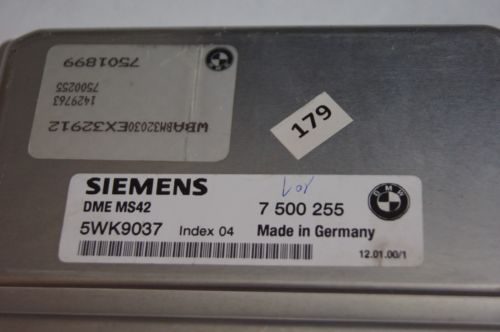 7501899
7500255
1429763
WBABM32030EX32912
179
SIEMENS
DME MS42
7 500 255
BMW
5WK9037 Index 04 Made in Germany
12.01.00/1